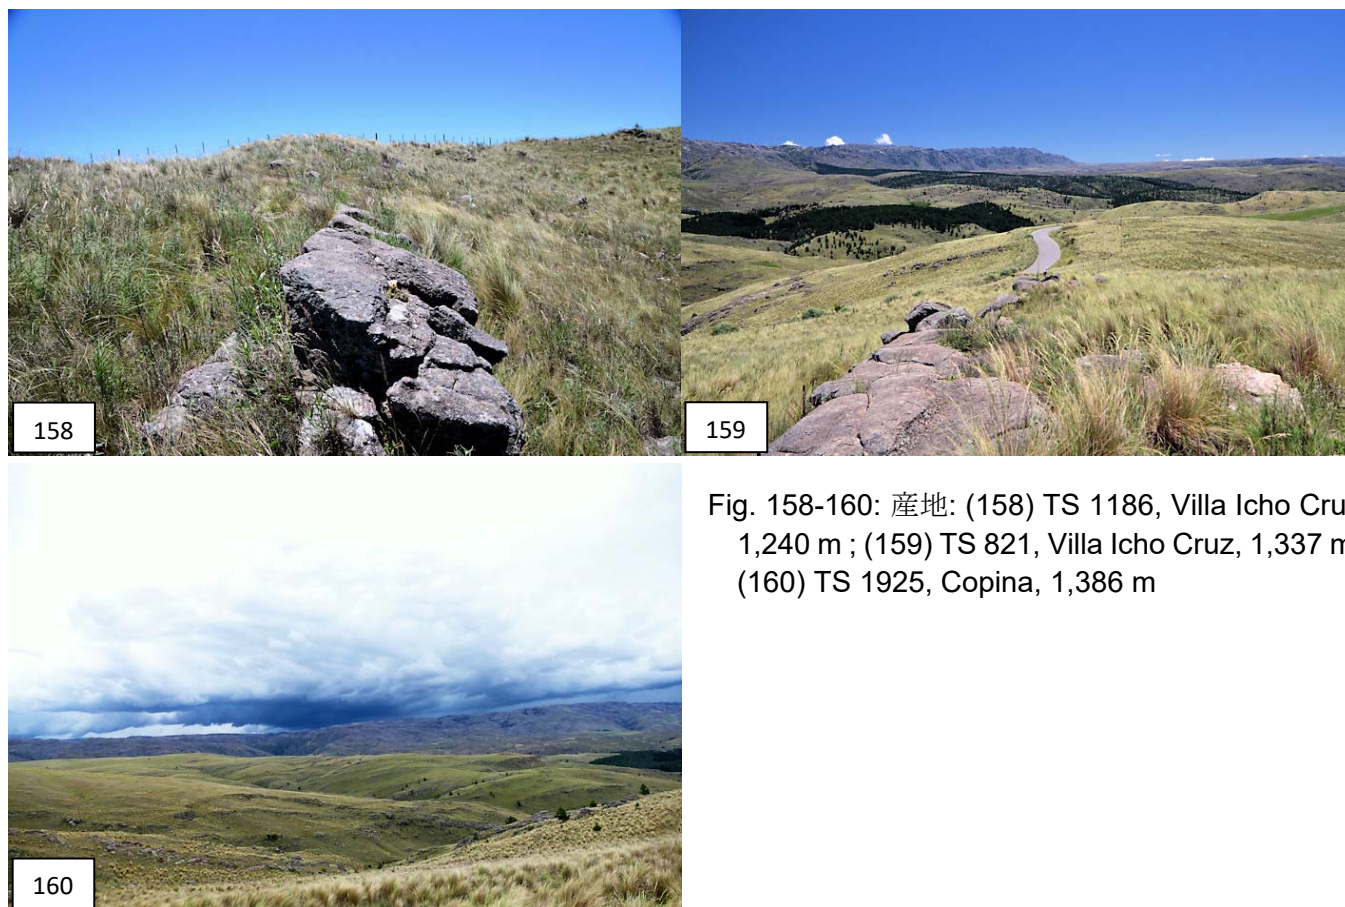 158
159
Fig. 158-160: 産地: (158) TS 1186, Villa Icho
1,240 m ; (159) TS 821, Villa Icho Cruz, 1,337
(160) TS 1925, Copina, 1,386 m
160